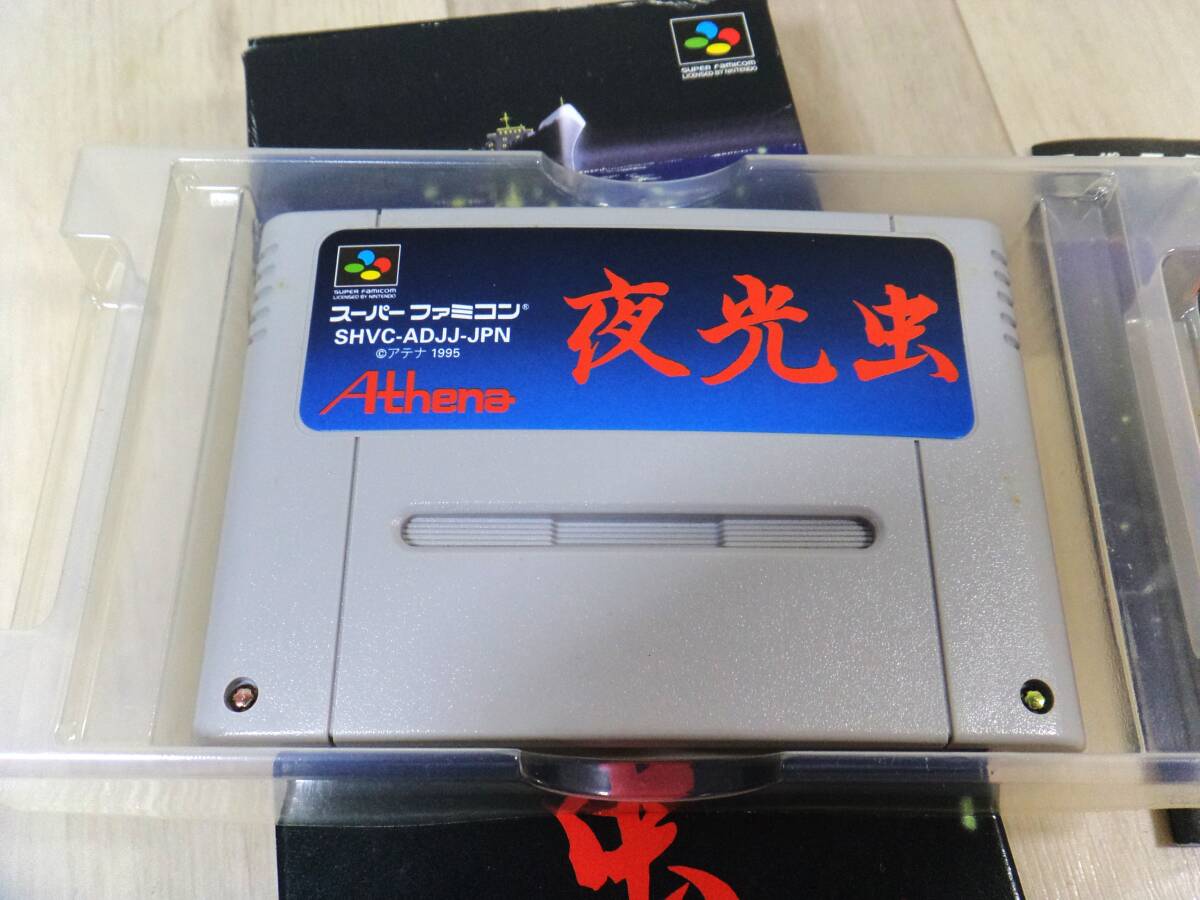 SUPER Famicom
LICENSED BY NINTENDO
SUPER Famicom
LICENSED BY NINTENDO
スーパーファミコン®
SHVC-ADJJ-JPN
©アテナ 1995
Athena
夜光虫
虫